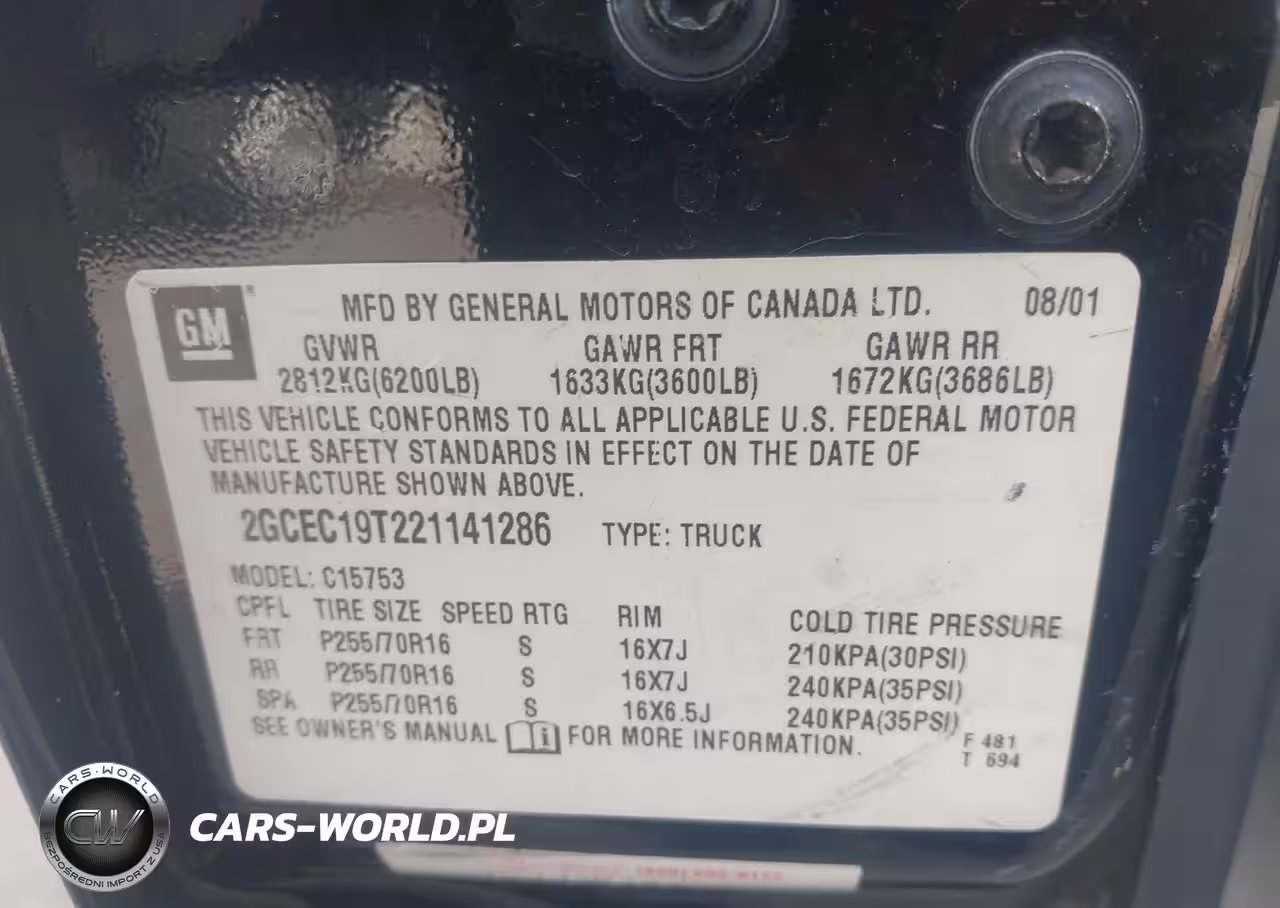 GM
MFD BY GENERAL MOTORS OF CANADA LTD. 08/01
GVWR GAWR FRT GAWR RR
2812KG(6200LB) 1633KG(3600LB) 1672KG(3686LB)
THIS VEHICLE CONFORMS TO ALL APPLICABLE U.S. FEDERAL MOTOR
VEHICLE SAFETY STANDARDS IN EFFECT ON THE DATE OF
MANUFACTURE SHOWN ABOVE.
2GCEC19T221141286 TYPE: TRUCK
MODEL: C15753
CPFL TIRE SIZE SPEED RTG RIM COLD TIRE PRESSURE
FRT P255/70R16 S 16X7J 210KPA(30PSI)
RR P255/70R16 S 16X7J 240KPA(35PSI)
SPA P255/70R16 S 16X6.5J 240KPA(35PSI)
SEE OWNER'S MANUAL FOR MORE INFORMATION.
F 481
T 694
CARS-WORLD
CW
BEZPOŚREDNI IMPORT Z USA
CARS-WORLD.PL